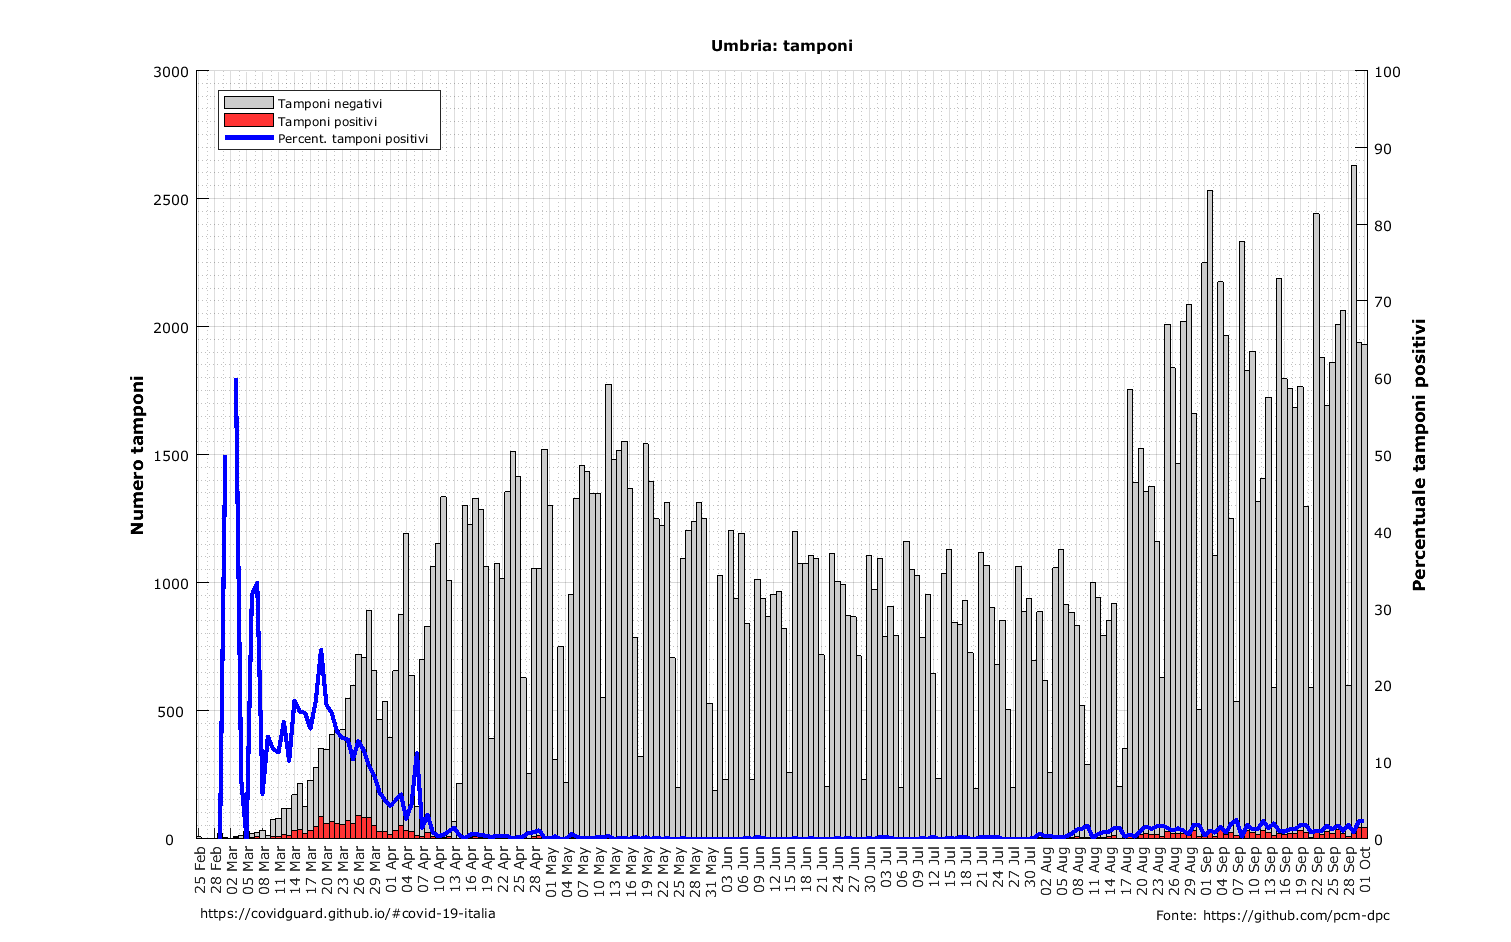 Umbria: tamponi
3000
2500
2000
1500
1000
500
0
100
90
80
70
60
50
40
30
20
10
0
Tamponi negativi
Tamponi positivi
Percent. tamponi positivi
Numero tamponi
Percentuale tamponi positivi
25 Feb
28 Feb
02 Mar
05 Mar
08 Mar
11 Mar
14 Mar
17 Mar
20 Mar
23 Mar
26 Mar
29 Mar
01 Apr
04 Apr
07 Apr
10 Apr
13 Apr
16 Apr
19 Apr
22 Apr
25 Apr
28 Apr
01 May
04 May
07 May
10 May
13 May
16 May
19 May
22 May
25 May
28 May
31 May
03 Jun
06 Jun
09 Jun
12 Jun
15 Jun
18 Jun
21 Jun
24 Jun
27 Jun
30 Jun
03 Jul
06 Jul
09 Jul
12 Jul
15 Jul
18 Jul
21 Jul
24 Jul
27 Jul
30 Jul
02 Aug
05 Aug
08 Aug
11 Aug
14 Aug
17 Aug
20 Aug
23 Aug
26 Aug
29 Aug
01 Sep
04 Sep
07 Sep
10 Sep
13 Sep
16 Sep
19 Sep
22 Sep
25 Sep
28 Sep
01 Oct
https://covidguard.github.io/#covid-19-italia
Fonte: https://github.com/pcm-dpc